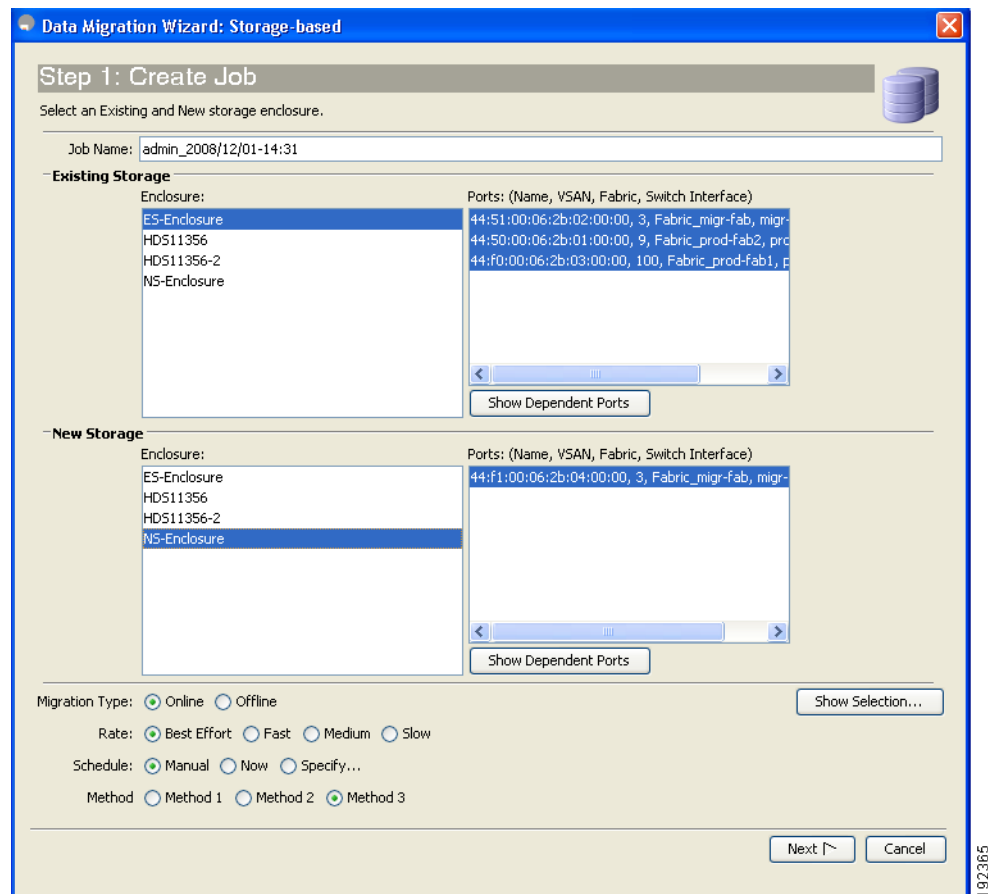 Data Migration Wizard: Storage-based
Step 1: Create Job
Select an Existing and New storage enclosure.
Job Name: admin_2008/12/01-14:31
Existing Storage
Enclosure:
ES-Enclosure
HDS11356
HDS11356-2
NS-Enclosure
Ports: (Name, VSAN, Fabric, Switch Interface)
44:51:00:06:2b:02:00:00, 3, Fabric_migr-fab, migr-
44:50:00:06:2b:01:00:00, 9, Fabric_prod-fab2, prc
44:f0:00:06:2b:03:00:00, 100, Fabric_prod-fab1, p
Show Dependent Ports
New Storage
Enclosure:
ES-Enclosure
HDS11356
HDS11356-2
NS-Enclosure
Ports: (Name, VSAN, Fabric, Switch Interface)
44:f1:00:06:2b:04:00:00, 3, Fabric_migr-fab, migr-
Show Dependent Ports
Migration Type: Online Offline
Show Selection...
Rate: Best Effort Fast Medium Slow
Schedule: Manual Now Specify...
Method Method 1 Method 2 Method 3
Next Cancel
192365